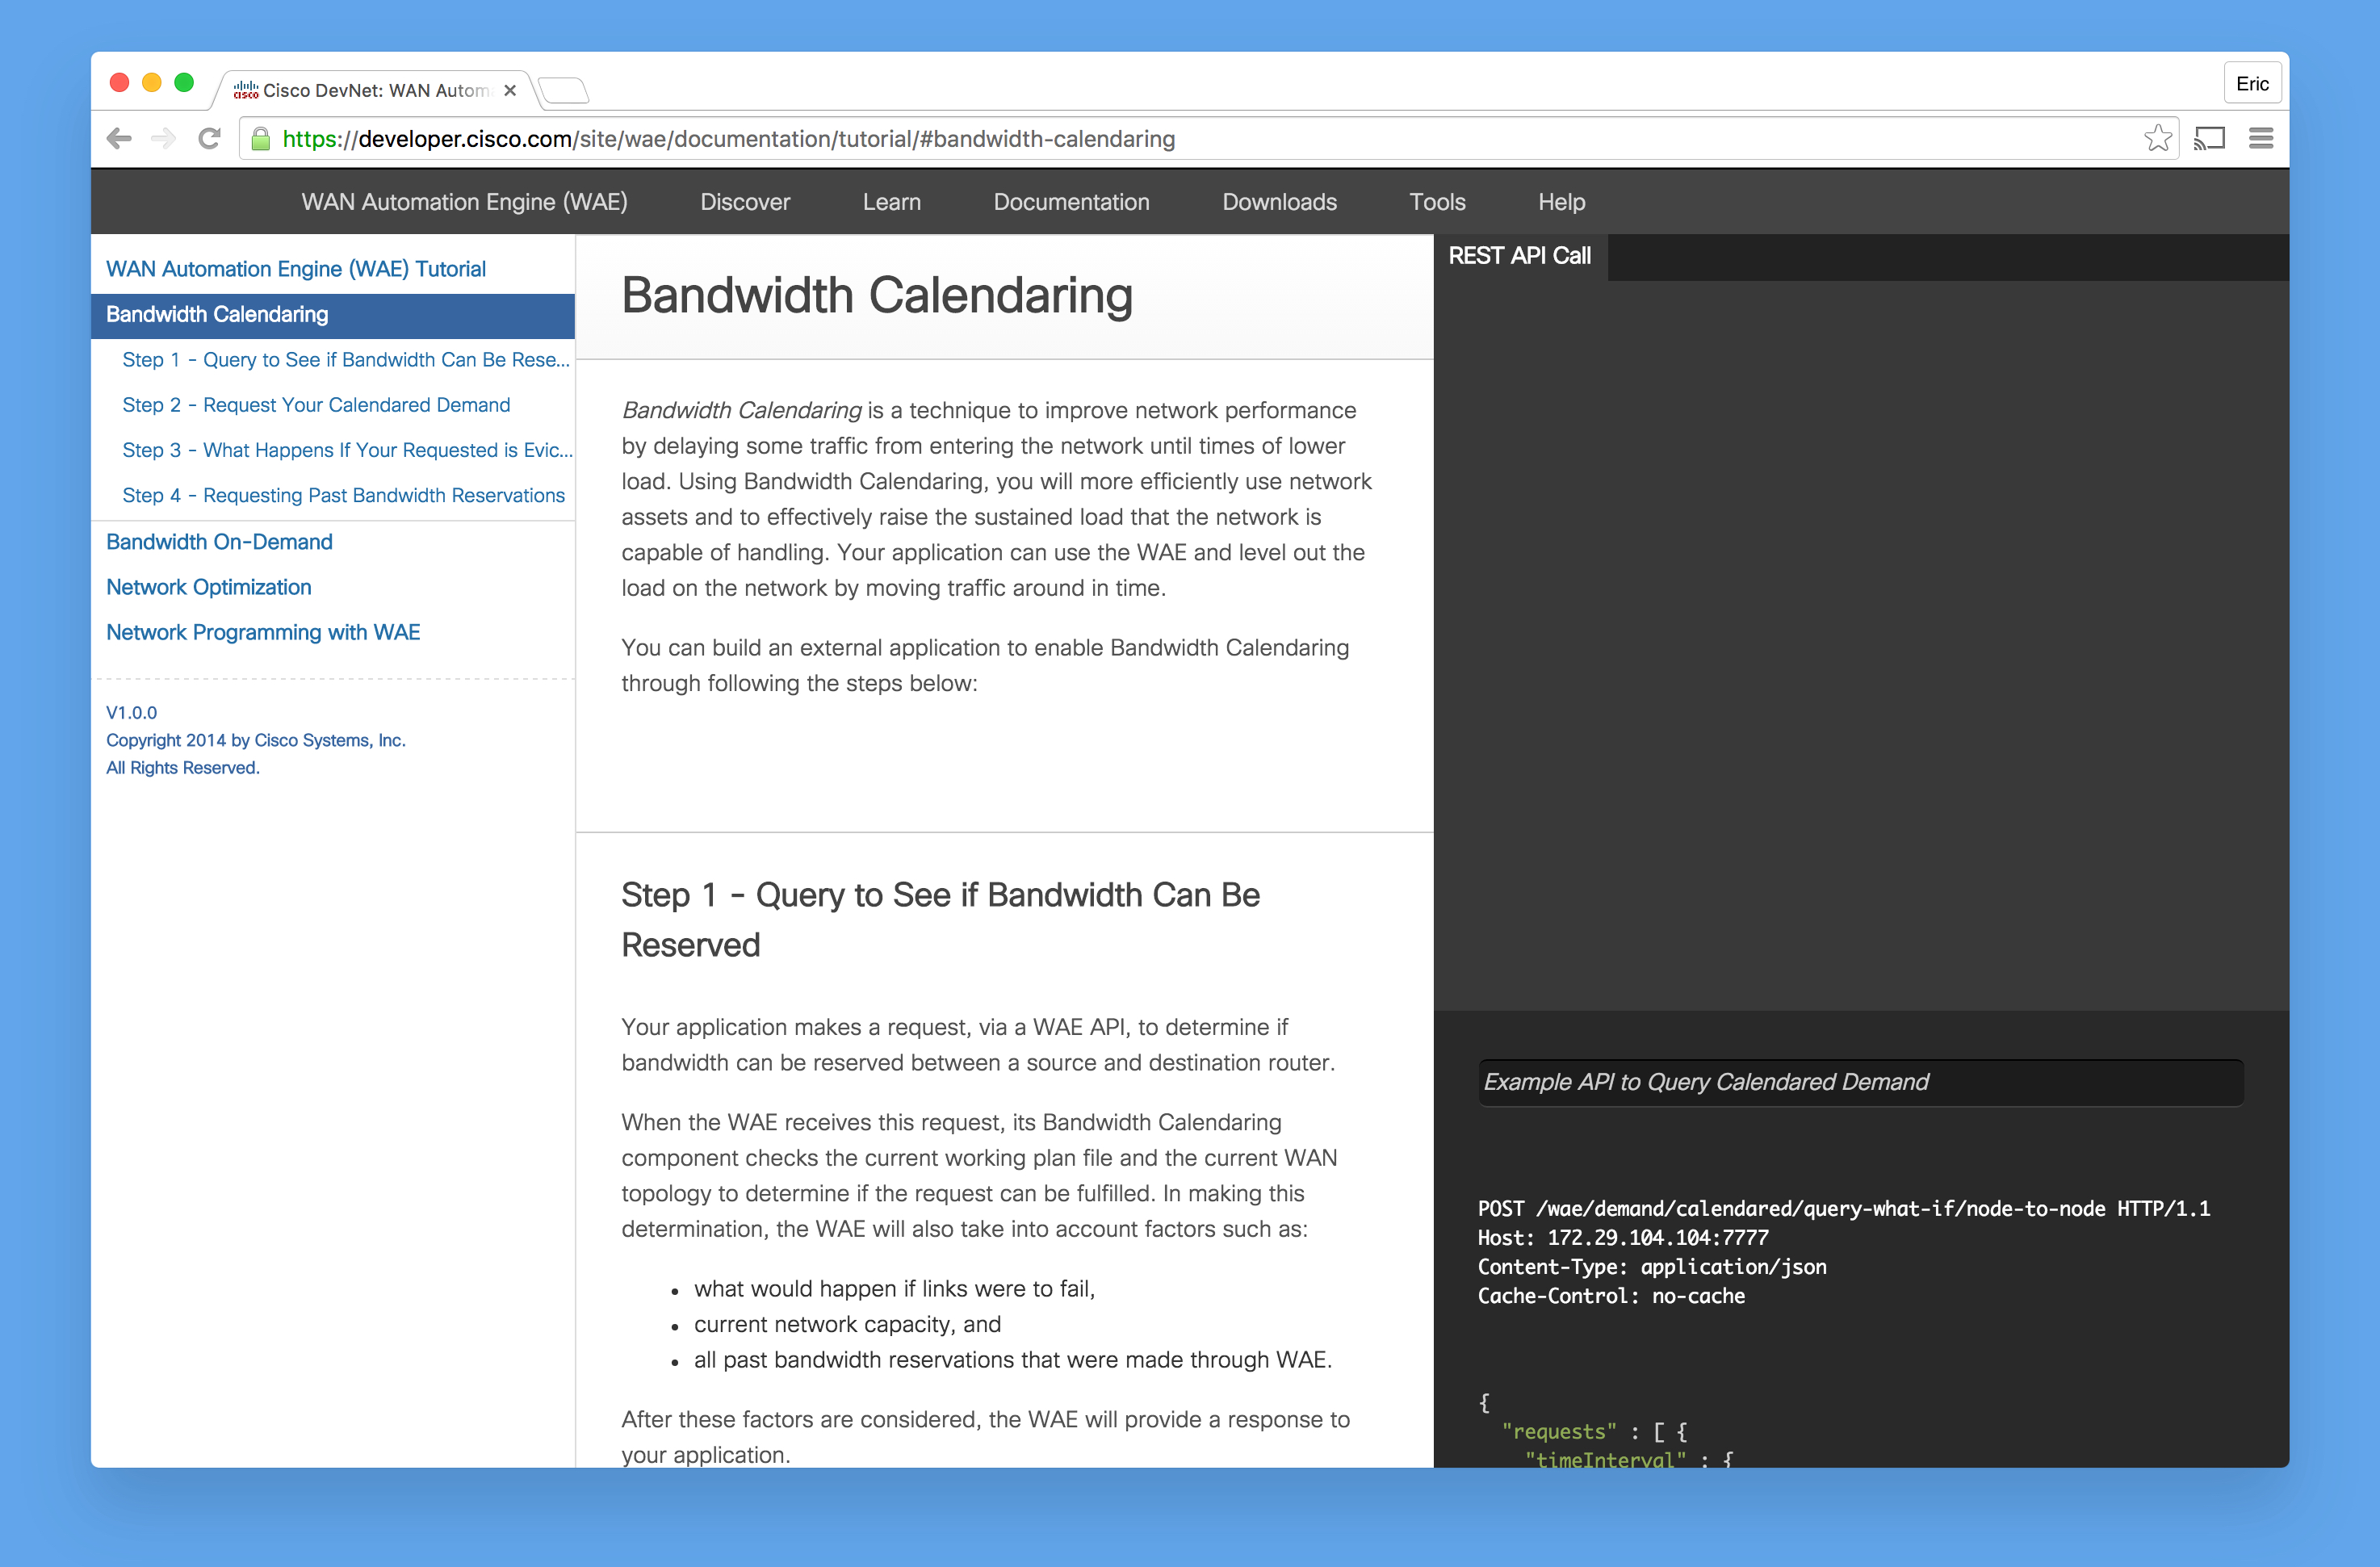 CISCO Cisco DevNet: WAN Autom
Eric
https://developer.cisco.com/site/wae/documentation/tutorial/#bandwidth-calendaring
WAN Automation Engine (WAE) Discover Learn Documentation Downloads Tools Help
WAN Automation Engine (WAE) Tutorial
Bandwidth Calendaring
Step 1 - Query to See if Bandwidth Can Be Rese...
Step 2 - Request Your Calendared Demand
Step 3 - What Happens If Your Requested is Evic...
Step 4 - Requesting Past Bandwidth Reservations
Bandwidth On-Demand
Network Optimization
Network Programming with WAE
V1.0.0
Copyright 2014 by Cisco Systems, Inc.
All Rights Reserved.
Bandwidth Calendaring
Bandwidth Calendaring is a technique to improve network performance
by delaying some traffic from entering the network until times of lower
load. Using Bandwidth Calendaring, you will more efficiently use network
assets and to effectively raise the sustained load that the network is
capable of handling. Your application can use the WAE and level out the
load on the network by moving traffic around in time.
You can build an external application to enable Bandwidth Calendaring
through following the steps below:
Step 1 - Query to See if Bandwidth Can Be
Reserved
Your application makes a request, via a WAE API, to determine if
bandwidth can be reserved between a source and destination router.
When the WAE receives this request, its Bandwidth Calendaring
component checks the current working plan file and the current WAN
topology to determine if the request can be fulfilled. In making this
determination, the WAE will also take into account factors such as:
• what would happen if links were to fail,
• current network capacity, and
• all past bandwidth reservations that were made through WAE.
After these factors are considered, the WAE will provide a response to
your application.
REST API Call
Example API to Query Calendared Demand
POST /wae/demand/calendared/query-what-if/node-to-node HTTP/1.1
Host: 172.29.104.104:7777
Content-Type: application/json
Cache-Control: no-cache
{
"requests" : [ {
"timeInterval" : {